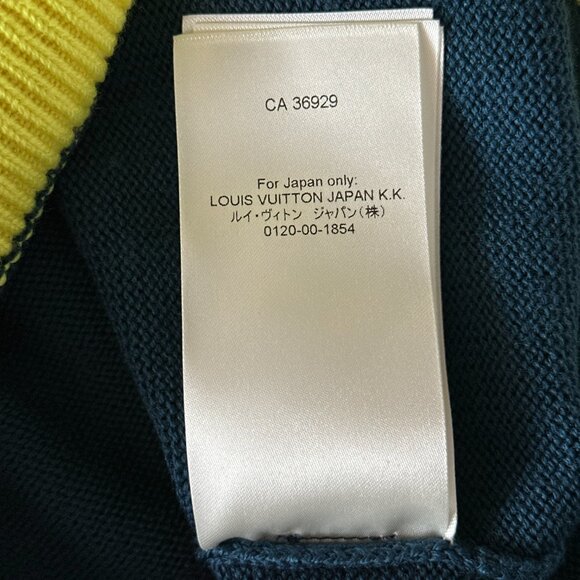 CA 36929
For Japan only:
LOUIS VUITTON JAPAN K.K.
ルイ・ヴィトン ジャパン(株)
0120-00-1854